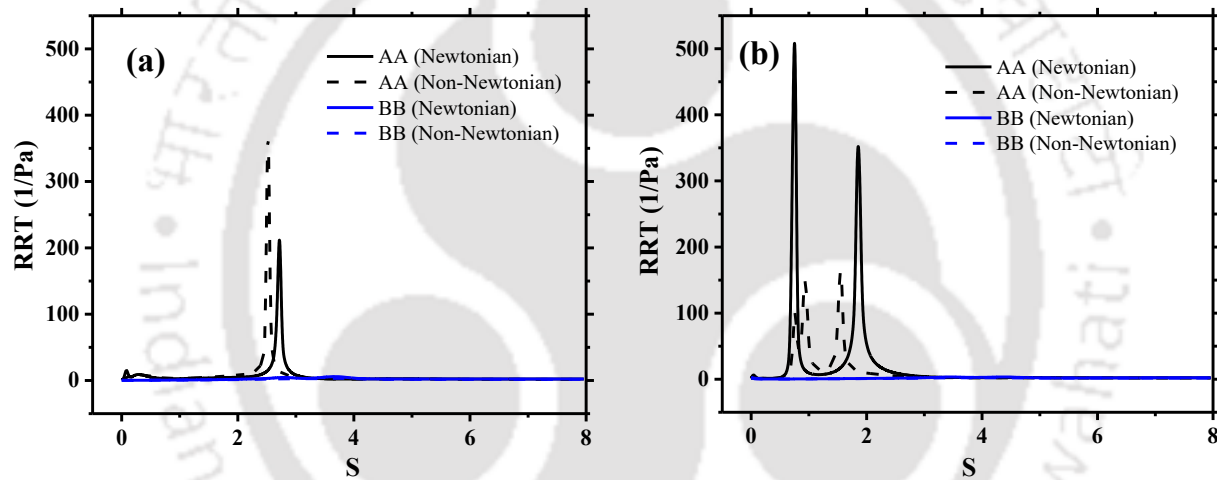 (a)
AA (Newtonian)
AA (Non-Newtonian)
BB (Newtonian)
BB (Non-Newtonian)
RRT (1/Pa)
500
400
300
200
100
0
0 2 4 6 8
S
(b)
AA (Newtonian)
AA (Non-Newtonian)
BB (Newtonian)
BB (Non-Newtonian)
RRT (1/Pa)
500
400
300
200
100
0
0 2 4 6 8
S